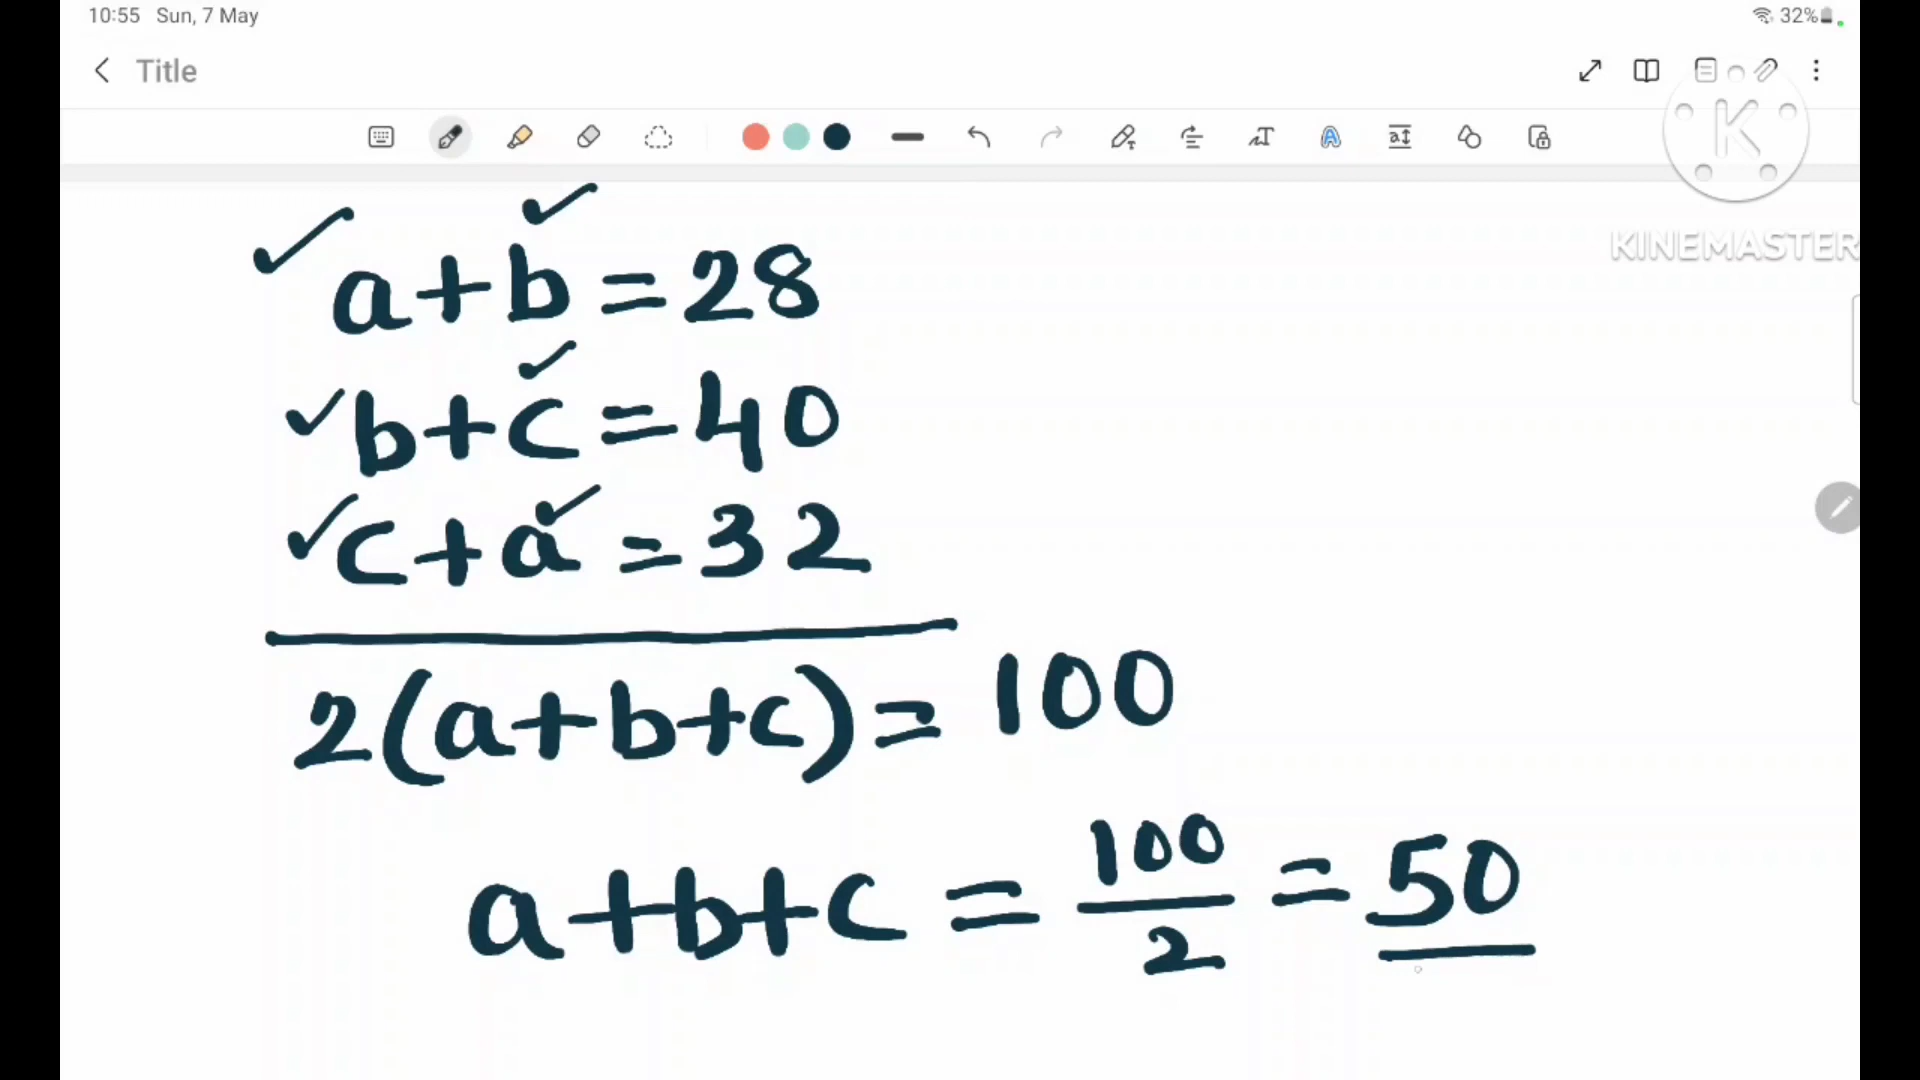 10:55 Sun, 7 May 32%
Title
K
KINEMASTER
a+b=28
b+c=40
c+a=32
2(a+b+c)=100
a+b+c=100/2=50